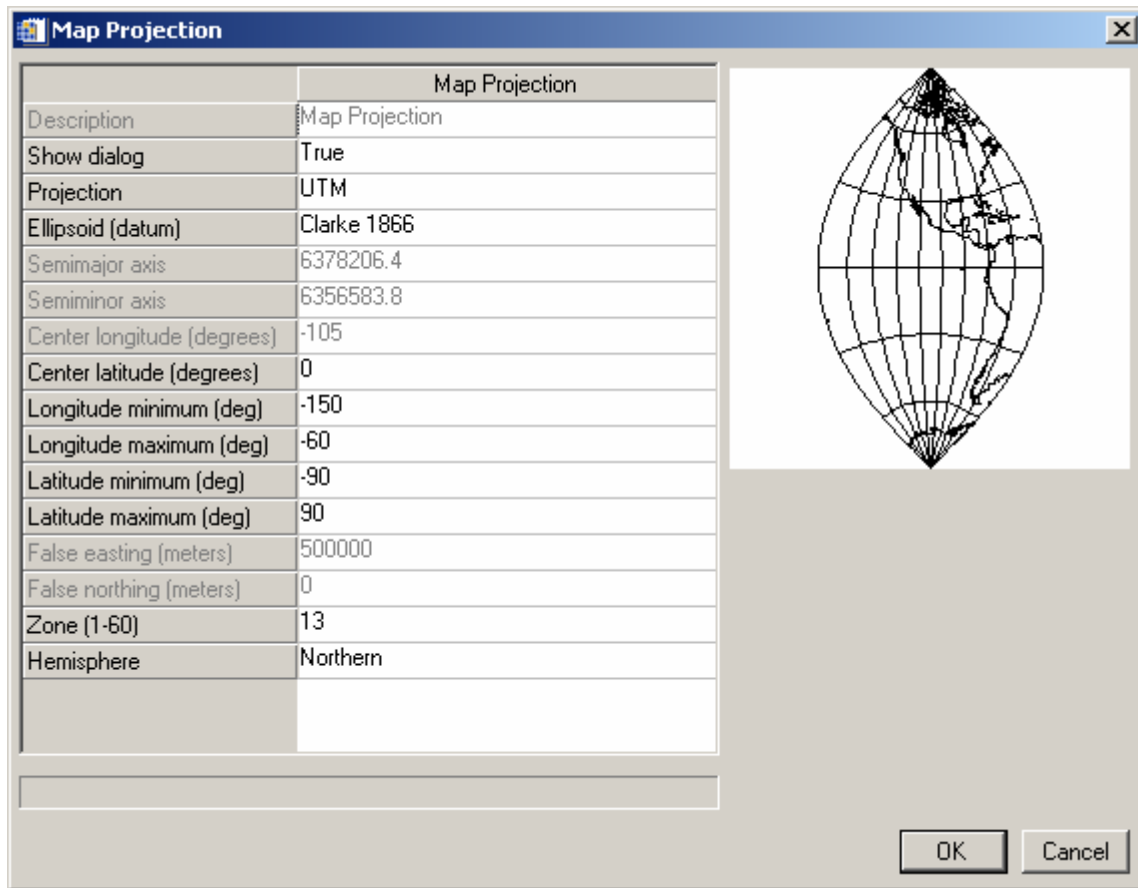 Map Projection
Map Projection
Description Map Projection
Show dialog True
Projection UTM
Ellipsoid (datum) Clarke 1866
Semimajor axis 6378206.4
Semiminor axis 6356583.8
Center longitude (degrees) -105
Center latitude (degrees) 0
Longitude minimum (deg) -150
Longitude maximum (deg) -60
Latitude minimum (deg) -90
Latitude maximum (deg) 90
False easting (meters) 500000
False northing (meters) 0
Zone (1-60) 13
Hemisphere Northern
OK Cancel